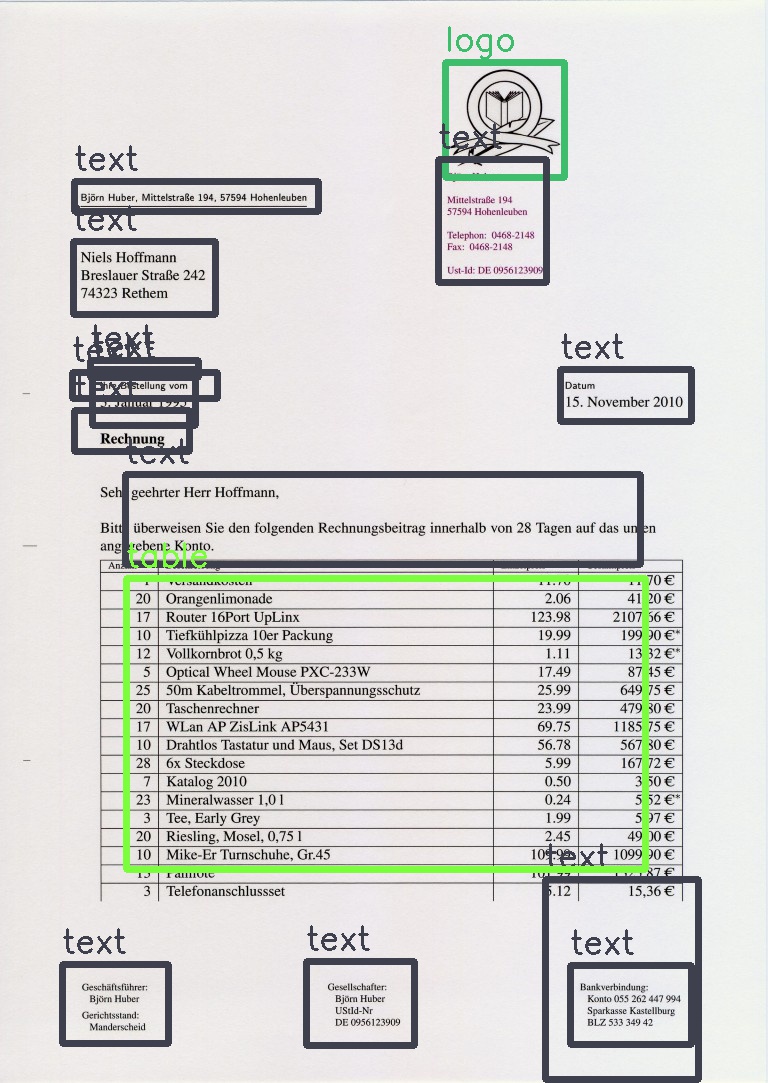 logo
text
text
Björn Huber, Mittelstraße 194, 57594 Hohenleuben
Mittelstraße 194
57594 Hohenleuben
Telephon: 0468-2148
Fax: 0468-2148
Ust-Id: DE 0956123909
text
Niels Hoffmann
Breslauer Straße 242
74323 Rethem
text
text
text
Ihre Bestellung vom
text
Datum
15. November 2010
Rechnung
text
Sehr geehrter Herr Hoffmann,
Bitte überweisen Sie den folgenden Rechnungsbeitrag innerhalb von 28 Tagen auf das unten
angegebene Konto.
table
1 Versandkosten 11.70 11,70 €
20 Orangenlimonade 2.06 41,20 €
17 Router 16Port UpLinx 123.98 2107,66 €
10 Tiefkühlpizza 10er Packung 19.99 199,90 €*
12 Vollkornbrot 0,5 kg 1.11 13,32 €*
5 Optical Wheel Mouse PXC-233W 17.49 87,45 €
25 50m Kabeltrommel, Überspannungsschutz 25.99 649,75 €
20 Taschenrechner 23.99 479,80 €
17 WLan AP ZisLink AP5431 69.75 1185,75 €
10 Drahtlos Tastatur und Maus, Set DS13d 56.78 567,80 €
28 6x Steckdose 5.99 167,72 €
7 Katalog 2010 0.50 3,50 €
23 Mineralwasser 1,0 l 0.24 5,52 €*
3 Tee, Early Grey 1.99 5,97 €
20 Riesling, Mosel, 0,75 l 2.45 49,00 €
10 Mike-Er Turnschuhe, Gr.45 109.99 1099,90 €
text
3 Telefonanschlussset 5.12 15,36 €
text
text
text
Geschäftsführer:
Björn Huber
Gerichtsstand:
Manderscheid
Gesellschafter:
Björn Huber
UStId-Nr
DE 0956123909
Bankverbindung:
Konto 055 262 447 994
Sparkasse Kastellburg
BLZ 533 349 42